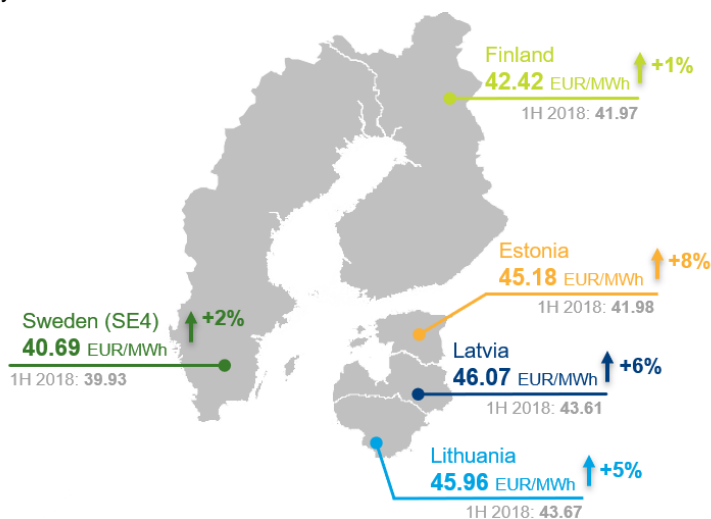 Finland
42.42 EUR/MWh
+1%
1H 2018: 41.97
Estonia
45.18 EUR/MWh
+8%
1H 2018: 41.98
Sweden (SE4)
+2%
40.69 EUR/MWh
1H 2018: 39.93
Latvia
46.07 EUR/MWh
+6%
1H 2018: 43.61
Lithuania
45.96 EUR/MWh
+5%
1H 2018: 43.67